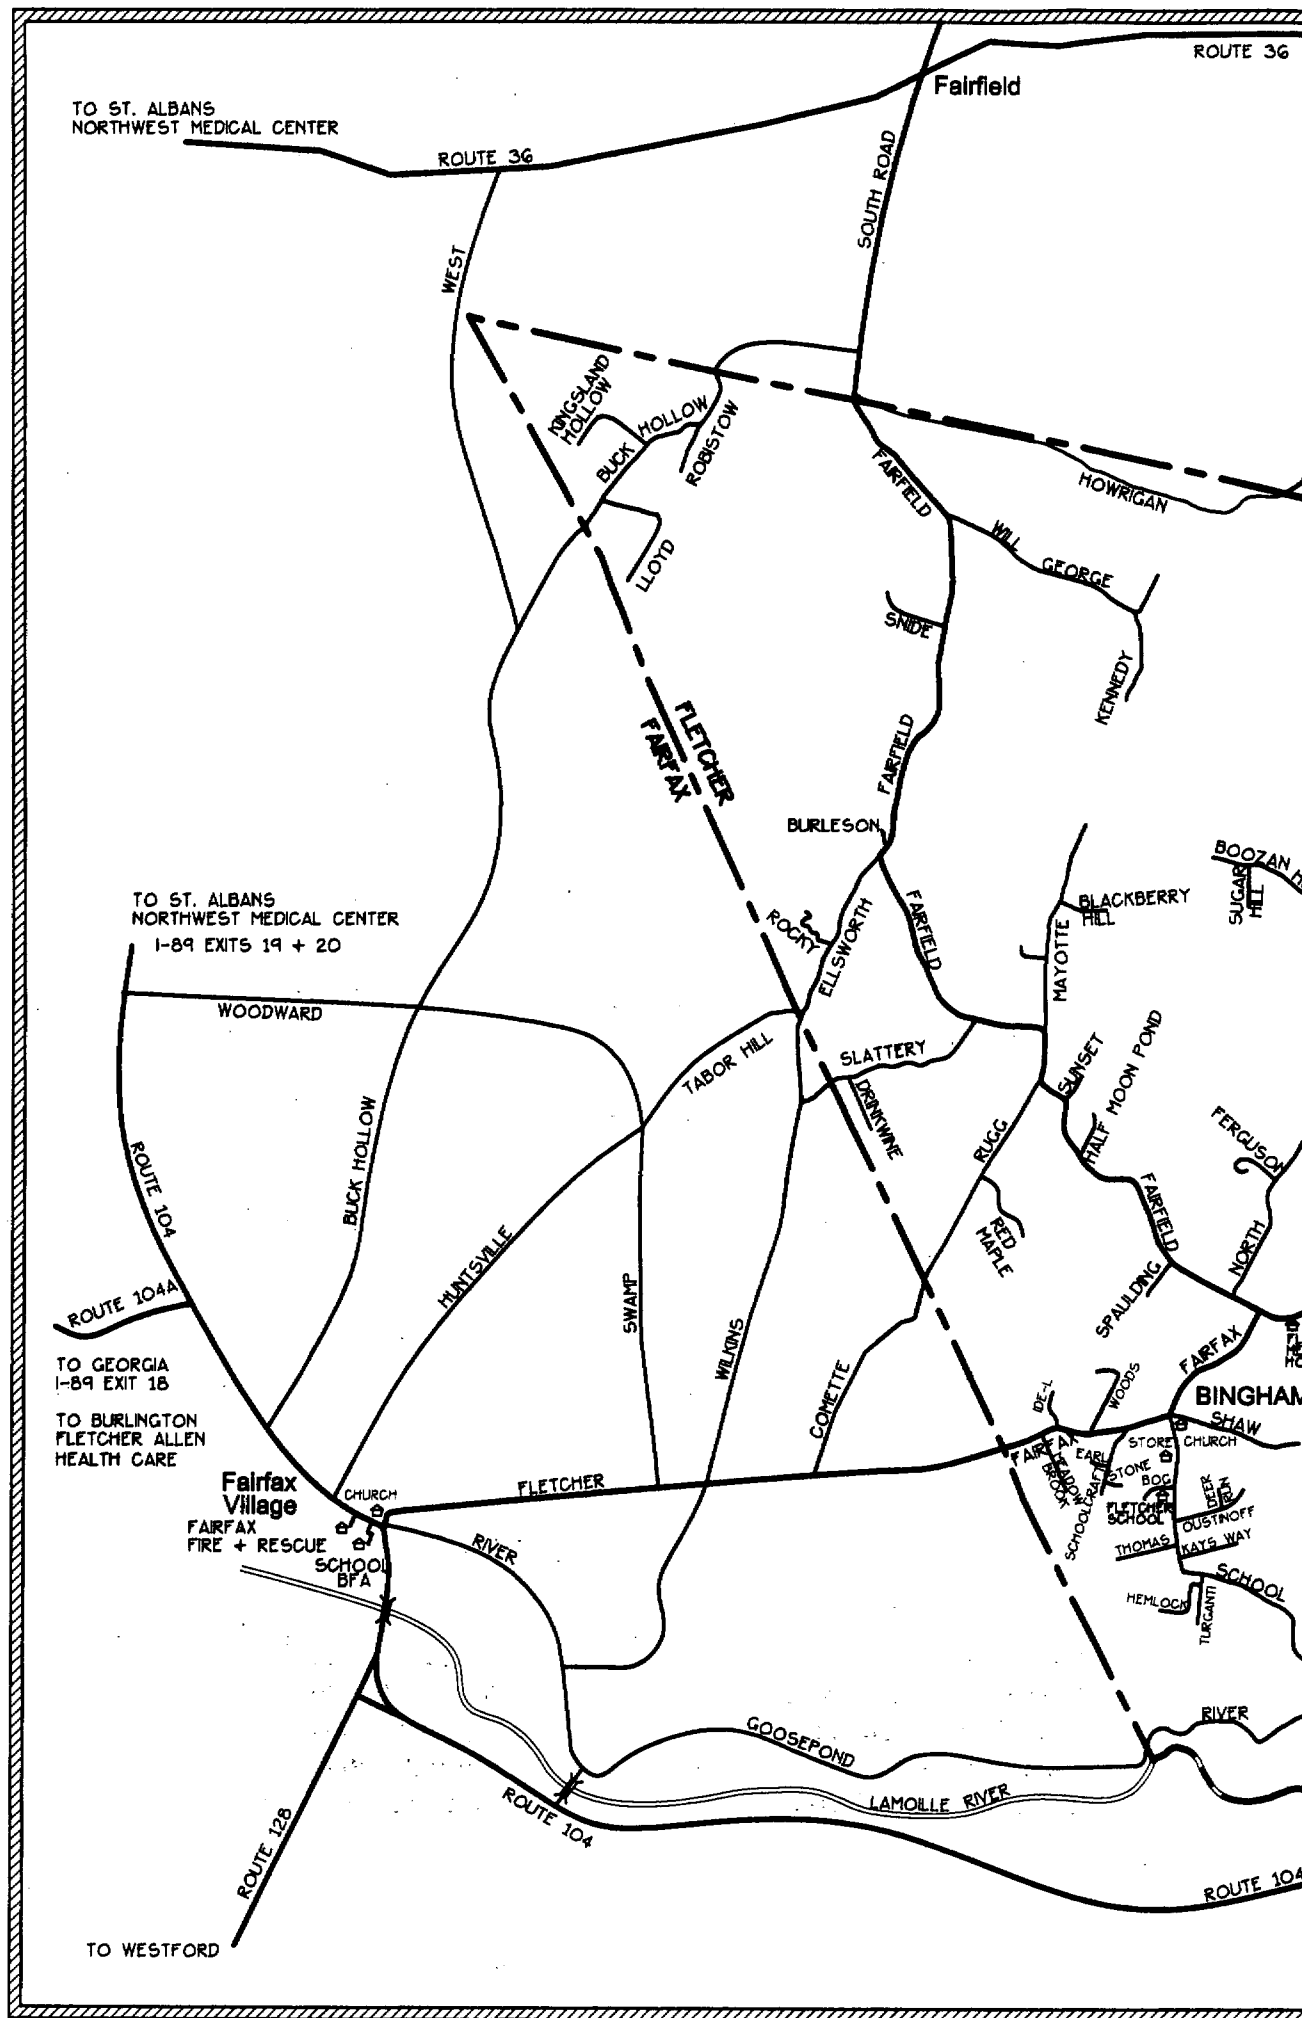 ROUTE 36
Fairfield
TO ST. ALBANS
NORTHWEST MEDICAL CENTER
ROUTE 36
SOUTH ROAD
WEST
KINGSLAND
HOLLOW
BUCK HOLLOW
ROBISTOW
LLOYD
FAIRFIELD
HOWRIGAN
WILL GEORGE
SNIDE
KENNEDY
FLETCHER
FAIRFAX
FAIRFIELD
BURLESON
BOOZAN H
SUGAR
HILL
BLACKBERRY
HILL
MAYOTTE
FAIRFIELD
ELLSWORTH
ROCKY
TO ST. ALBANS
NORTHWEST MEDICAL CENTER
I-89 EXITS 19 + 20
WOODWARD
TABOR HILL
SLATTERY
DRINKWINE
SUNSET
HALF MOON POND
RUGG
FERGUSON
BUCK HOLLOW
ROUTE 104
HUNTSVILLE
RED
MAPLE
FAIRFIELD
NORTH
SPAULDING
ROUTE 104A
SWAMP
WILKINS
COMETTE
FAIRFAX
TO GEORGIA
I-89 EXIT 18
TO BURLINGTON
FLETCHER ALLEN
HEALTH CARE
IDE-L
WOODS
BINGHAM
SHAW
FAIRFAX
EARL
STORE
CHURCH
MEADOW
BROOK
SCHOOLCRAFT
STONE
BOG
DEER
RUN
FLETCHER
SCHOOL
OUSTINOFF
THOMAS
KAYS WAY
SCHOOL
HEMLOCK
TURGANTI
Fairfax
Village
CHURCH
FLETCHER
FAIRFAX
FIRE + RESCUE
SCHOOL
BFA
RIVER
RIVER
GOOSEPOND
LAMOILLE RIVER
ROUTE 104
ROUTE 128
ROUTE 104
TO WESTFORD